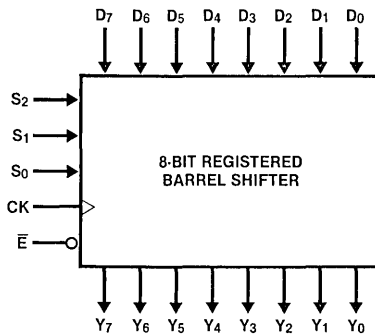 D7 D6 D5 D4 D3 D2 D1 D0
S2
S1
S0
CK
E̅
8-BIT REGISTERED
BARREL SHIFTER
Y7 Y6 Y5 Y4 Y3 Y2 Y1 Y0